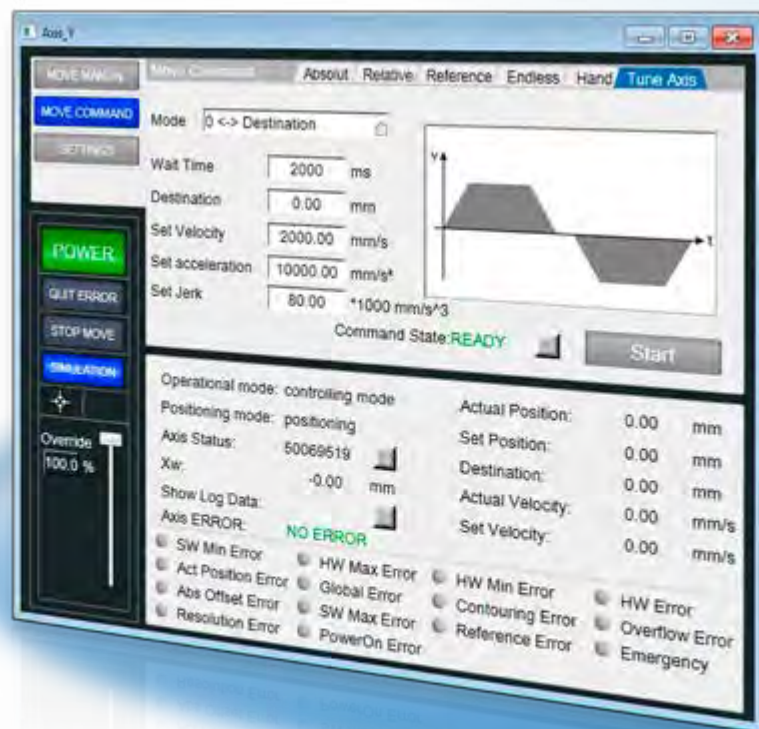 Axis_Y
MOVE MANUAL
Move Command
Absolut Relative Reference Endless Hand Tune Axis
MOVE COMMAND
SETTINGS
Mode 0 <-> Destination
Wait Time 2000 ms
Destination 0.00 mm
Set Velocity 2000.00 mm/s
Set acceleration 10000.00 mm/s²
Set Jerk 80.00 *1000 mm/s^3
Command State: READY
Start
POWER
QUIT ERROR
STOP MOVE
SIMULATION
Override
100.0 %
Operational mode: controlling mode
Positioning mode: positioning
Axis Status: 50069519
Xw: -0.00 mm
Show Log Data:
Axis ERROR: NO ERROR
Actual Position: 0.00 mm
Set Position: 0.00 mm
Destination: 0.00 mm
Actual Velocity: 0.00 mm/s
Set Velocity: 0.00 mm/s
SW Min Error HW Max Error HW Min Error HW Error
Act Position Error Global Error Contouring Error Overflow Error
Abs Offset Error SW Max Error Reference Error Emergency
Resolution Error PowerOn Error